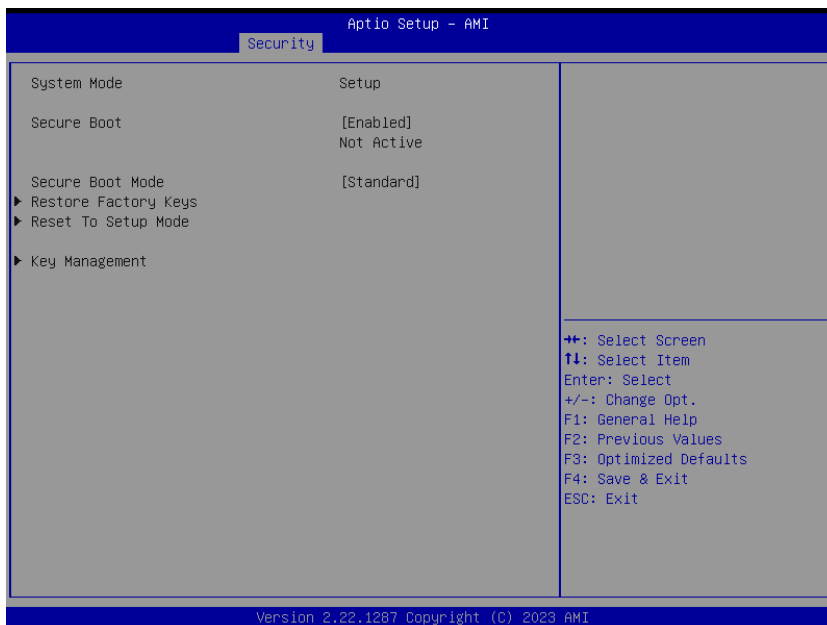 Aptio Setup - AMI
Security
System Mode Setup
Secure Boot [Enabled]
Not Active
Secure Boot Mode [Standard]
▶ Restore Factory Keys
▶ Reset To Setup Mode
▶ Key Management
→←: Select Screen
↑↓: Select Item
Enter: Select
+/-: Change Opt.
F1: General Help
F2: Previous Values
F3: Optimized Defaults
F4: Save & Exit
ESC: Exit
Version 2.22.1287 Copyright (C) 2023 AMI